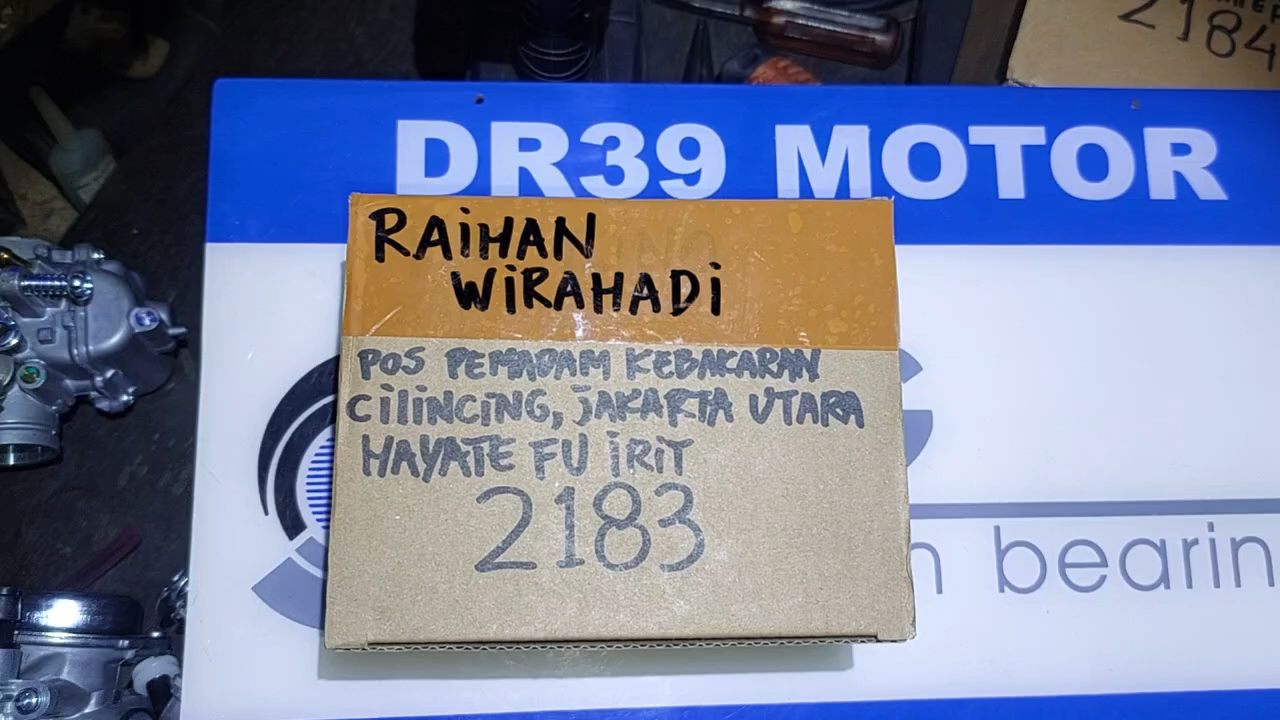 2184
DR39 MOTOR
RAiHAN
WiRAHADi
POS PEMADAM KEBAKARAN
CiliNCiNG, jAKARTA UTARA
HAYATE FU iRiT
2183
bearin